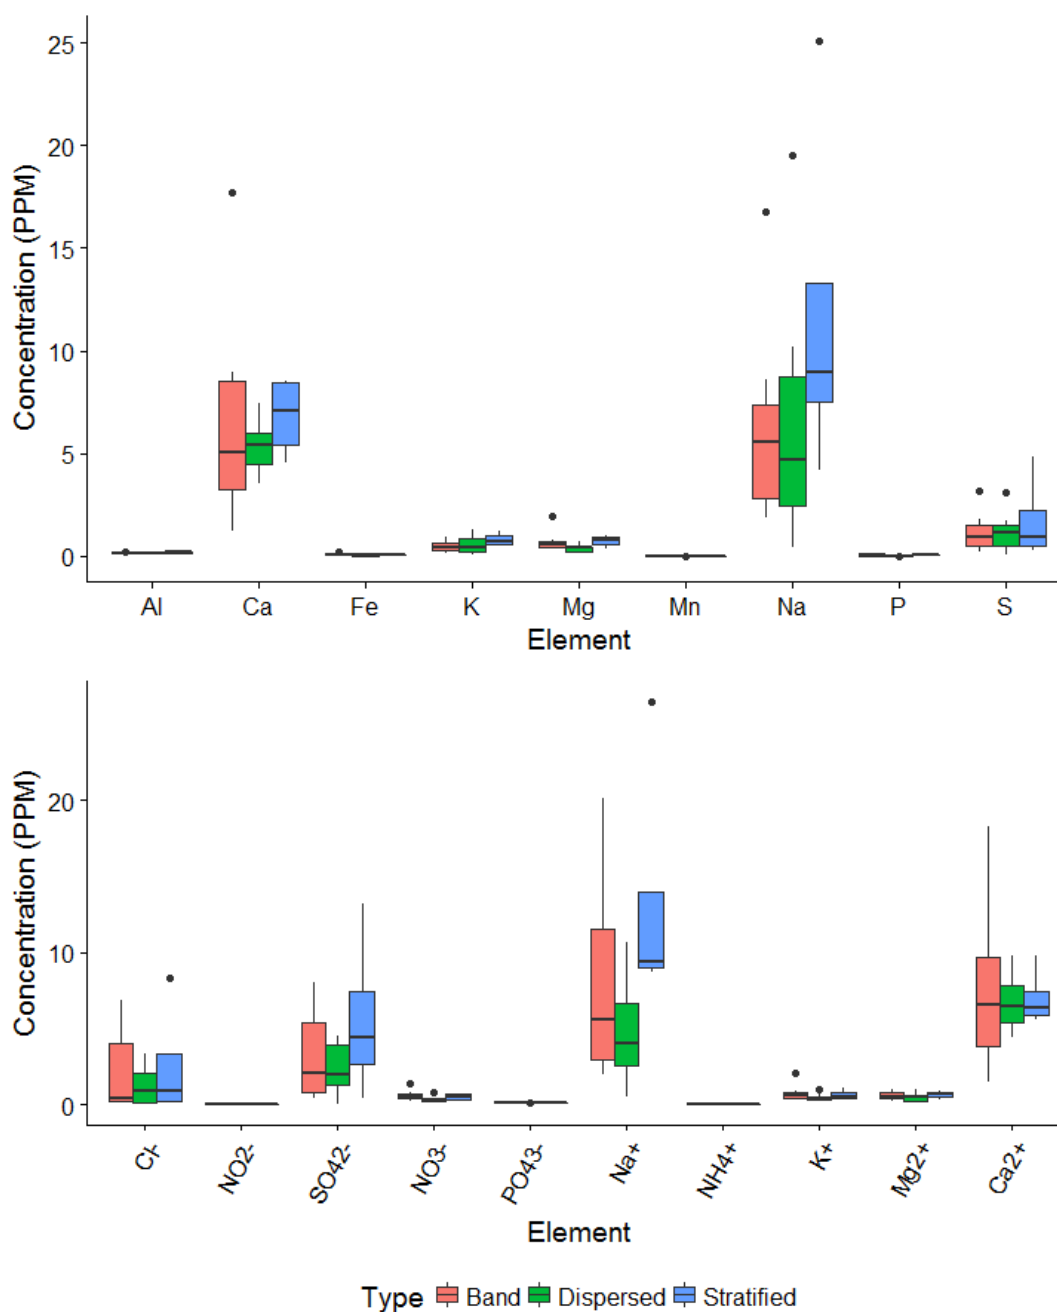 Concentration (PPM)
25
20
15
10
5
0
Al Ca Fe K Mg Mn Na P S
Element
Concentration (PPM)
20
10
0
Cl- NO2- SO42- NO3- PO43- Na+ NH4+ K+ Mg2+ Ca2+
Element
Type Band Dispersed Stratified